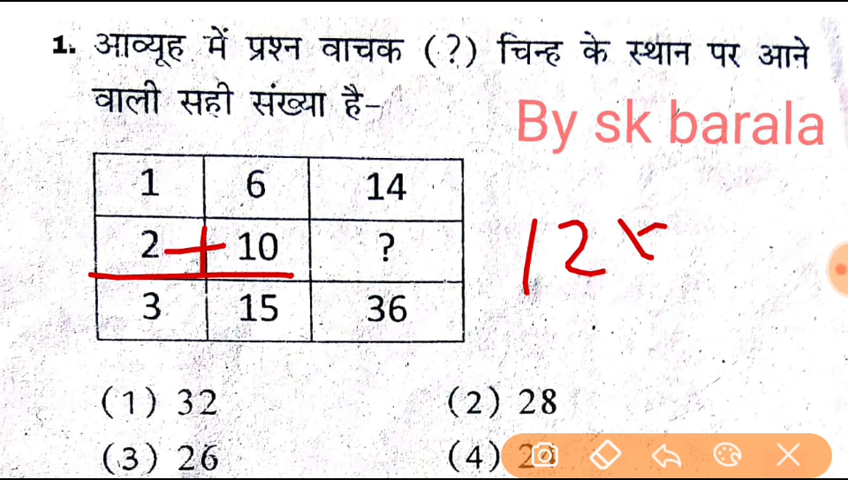 1. आव्यूह में प्रश्न वाचक (?) चिन्ह के स्थान पर आने
वाली सही संख्या है-
By sk barala
1 6 14
2 + 10 ?
3 15 36
12 ×
(1) 32 (2) 28
(3) 26 (4)